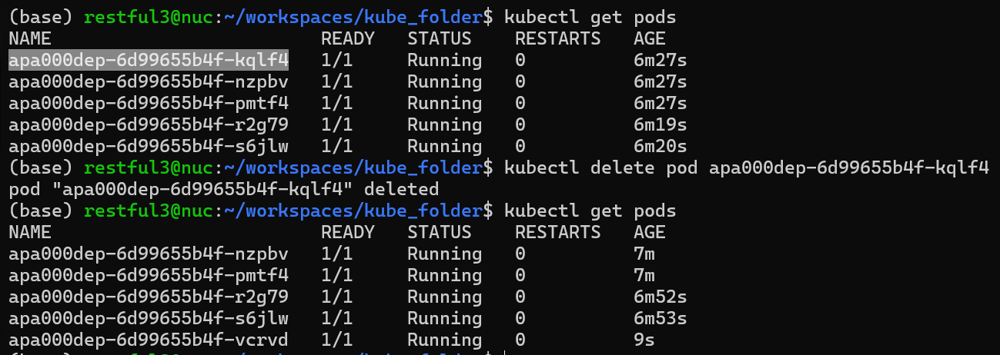 (base) restful3@nuc:~/workspaces/kube_folder$ kubectl get pods
NAME READY STATUS RESTARTS AGE
apa000dep-6d99655b4f-kqlf4 1/1 Running 0 6m27s
apa000dep-6d99655b4f-nzpbv 1/1 Running 0 6m27s
apa000dep-6d99655b4f-pmtf4 1/1 Running 0 6m27s
apa000dep-6d99655b4f-r2g79 1/1 Running 0 6m19s
apa000dep-6d99655b4f-s6jlw 1/1 Running 0 6m20s
(base) restful3@nuc:~/workspaces/kube_folder$ kubectl delete pod apa000dep-6d99655b4f-kqlf4
pod "apa000dep-6d99655b4f-kqlf4" deleted
(base) restful3@nuc:~/workspaces/kube_folder$ kubectl get pods
NAME READY STATUS RESTARTS AGE
apa000dep-6d99655b4f-nzpbv 1/1 Running 0 7m
apa000dep-6d99655b4f-pmtf4 1/1 Running 0 7m
apa000dep-6d99655b4f-r2g79 1/1 Running 0 6m52s
apa000dep-6d99655b4f-s6jlw 1/1 Running 0 6m53s
apa000dep-6d99655b4f-vcrvd 1/1 Running 0 9s